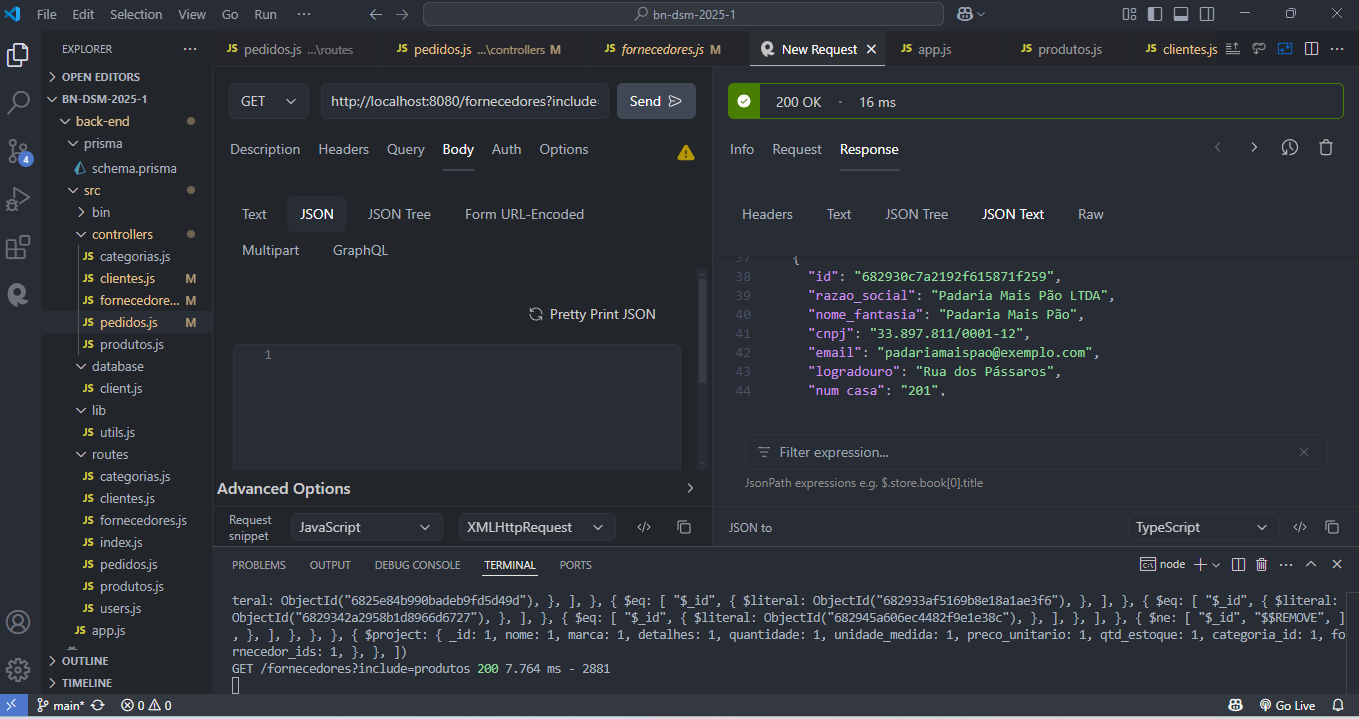 File Edit Selection View Go Run ··· bn-dsm-2025-1
EXPLORER ···
OPEN EDITORS
BN-DSM-2025-1
back-end
prisma
schema.prisma
src
bin
controllers
JS categorias.js
JS clientes.js M
JS fornecedore... M
JS pedidos.js M
JS produtos.js
database
JS client.js
lib
JS utils.js
routes
JS categorias.js
JS clientes.js
JS fornecedores.js
JS index.js
JS pedidos.js
JS produtos.js
JS users.js
JS app.js
OUTLINE
TIMELINE
4
JS pedidos.js ...\routes JS pedidos.js ...\controllers M JS fornecedores.js M New Request JS app.js JS produtos.js JS clientes.js ···
GET http://localhost:8080/fornecedores?include= Send
Description Headers Query Body Auth Options
Text JSON JSON Tree Form URL-Encoded
Multipart GraphQL
Pretty Print JSON
1
Advanced Options
Request snippet JavaScript XMLHttpRequest
200 OK · 16 ms
Info Request Response
Headers Text JSON Tree JSON Text Raw
37 {
38 "id": "682930c7a2192f615871f259",
39 "razao_social": "Padaria Mais Pão LTDA",
40 "nome_fantasia": "Padaria Mais Pão",
41 "cnpj": "33.897.811/0001-12",
42 "email": "padariamaispao@exemplo.com",
43 "logradouro": "Rua dos Pássaros",
44 "num_casa": "201",
Filter expression...
JsonPath expressions e.g. $.store.book[0].title
JSON to TypeScript
PROBLEMS OUTPUT DEBUG CONSOLE TERMINAL PORTS node ···
teral: ObjectId("6825e84b990badeb9fd5d49d"), }, ], }, { $eq: [ "$_id", { $literal: ObjectId("682933af5169b8e18a1ae3f6"), }, ], }, { $eq: [ "$_id", { $literal:
ObjectId("6829342a2958b1d8966d6727"), }, ], }, { $eq: [ "$_id", { $literal: ObjectId("682945a606ec4482f9e1e38c"), }, ], }, ], }, { $ne: [ "$_id", "$$REMOVE", ]
, }, ], }, }, }, { $project: { _id: 1, nome: 1, marca: 1, detalhes: 1, quantidade: 1, unidade_medida: 1, preco_unitario: 1, qtd_estoque: 1, categoria_id: 1, fo
rnecedor_ids: 1, }, }, ])
GET /fornecedores?include=produtos 200 7.764 ms - 2881
main* 0 0 Go Live